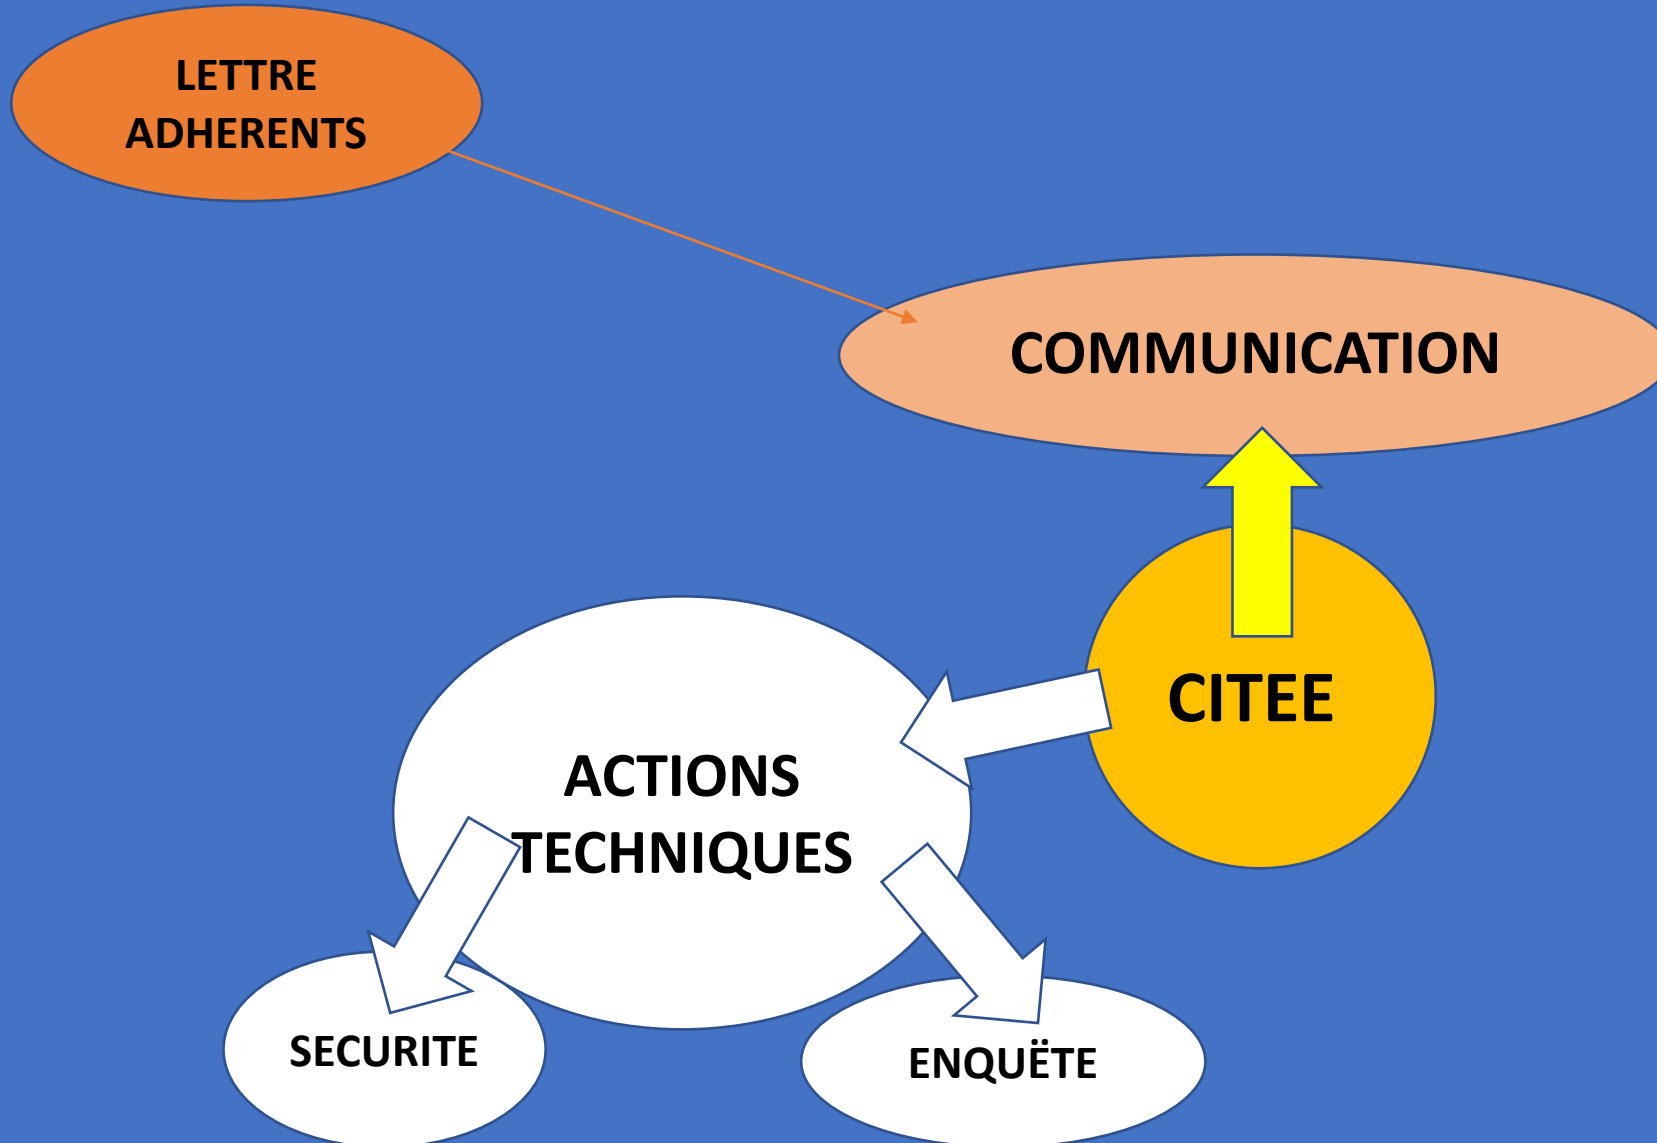 LETTRE
ADHERENTS
COMMUNICATION
CITEE
ACTIONS
TECHNIQUES
SECURITE
ENQUËTE